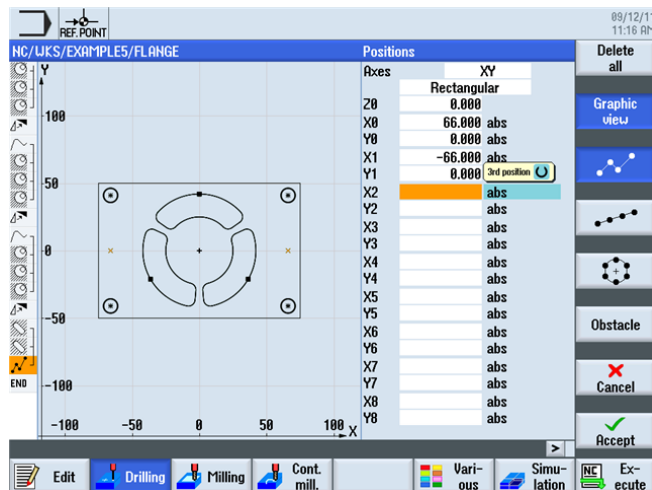 REF. POINT
09/12/1
11:16 AM
NC/WKS/EXAMPLE5/FLANGE
Positions
Delete all
Y
100
50
0
-50
-100
-100 -50 0 50 100 X
END
Axes XY
Rectangular
Z0 0.000
X0 66.000 abs
Y0 0.000 abs
X1 -66.000 abs
Y1 0.000 3rd position
X2 abs
Y2 abs
X3 abs
Y3 abs
X4 abs
Y4 abs
X5 abs
Y5 abs
X6 abs
Y6 abs
X7 abs
Y7 abs
X8 abs
Y8 abs
>
Graphic view
Obstacle
Cancel
Accept
Edit
Drilling
Milling
Cont. mill.
Vari- ous
Simu- lation
NC Ex- ecute